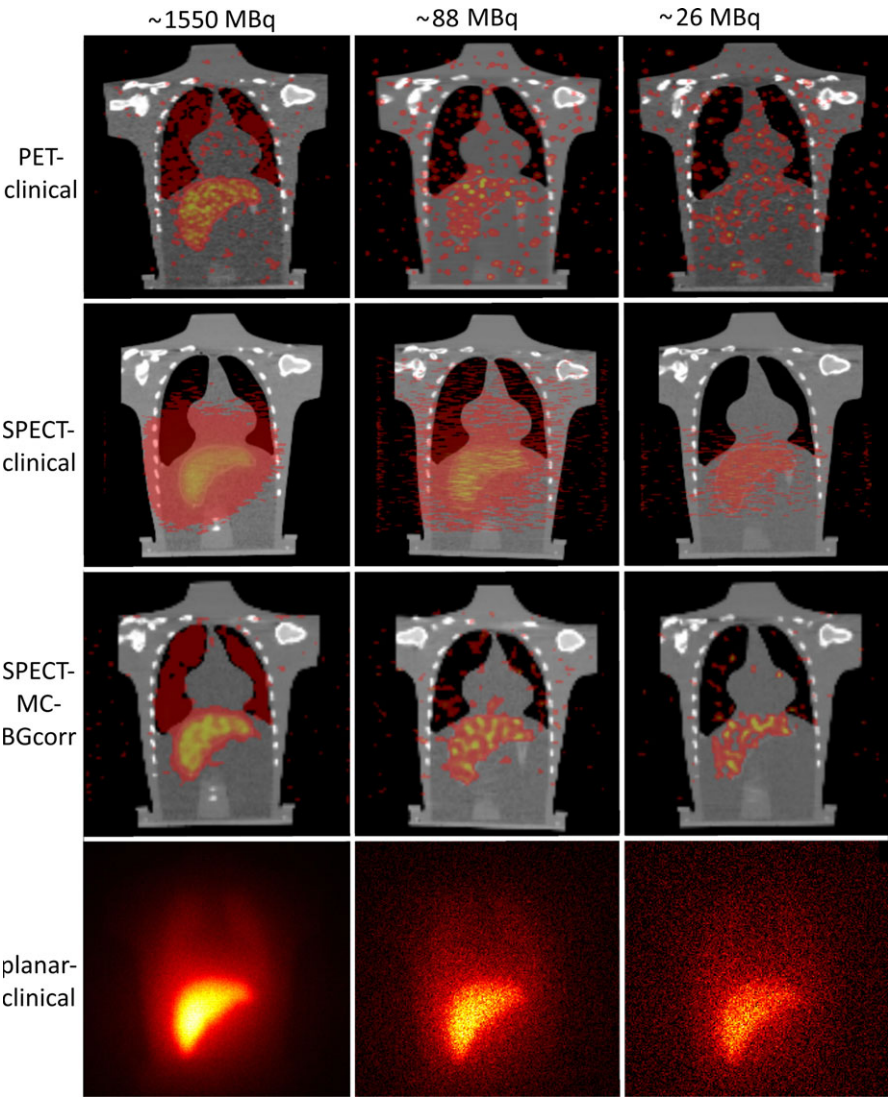 ~1550 MBq
~88 MBq
~26 MBq
PET-
clinical
SPECT-
clinical
SPECT-
MC-
BGcorr
planar-
clinical